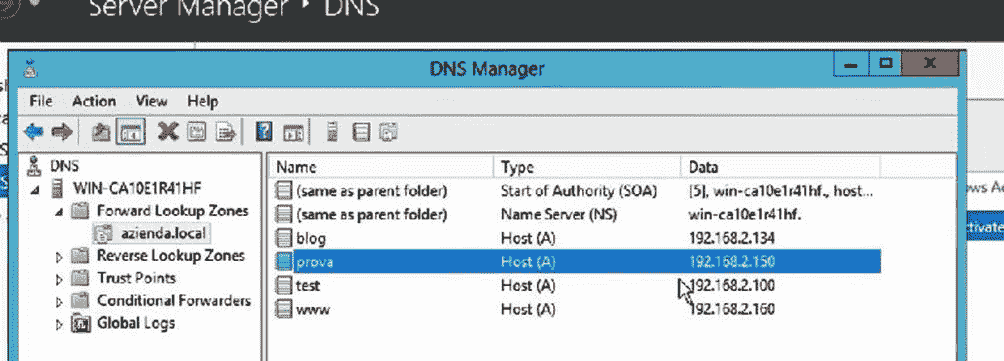 Server Manager ‣ DNS
DNS Manager
File Action View Help
DNS
WIN-CA10E1R41HF
Forward Lookup Zones
azienda.local
Reverse Lookup Zones
Trust Points
Conditional Forwarders
Global Logs
Name Type Data
(same as parent folder) Start of Authority (SOA) [5], win-ca10e1r41hf., host...
(same as parent folder) Name Server (NS) win-ca10e1r41hf.
blog Host (A) 192.168.2.134
prova Host (A) 192.168.2.150
test Host (A) 192.168.2.100
www Host (A) 192.168.2.160